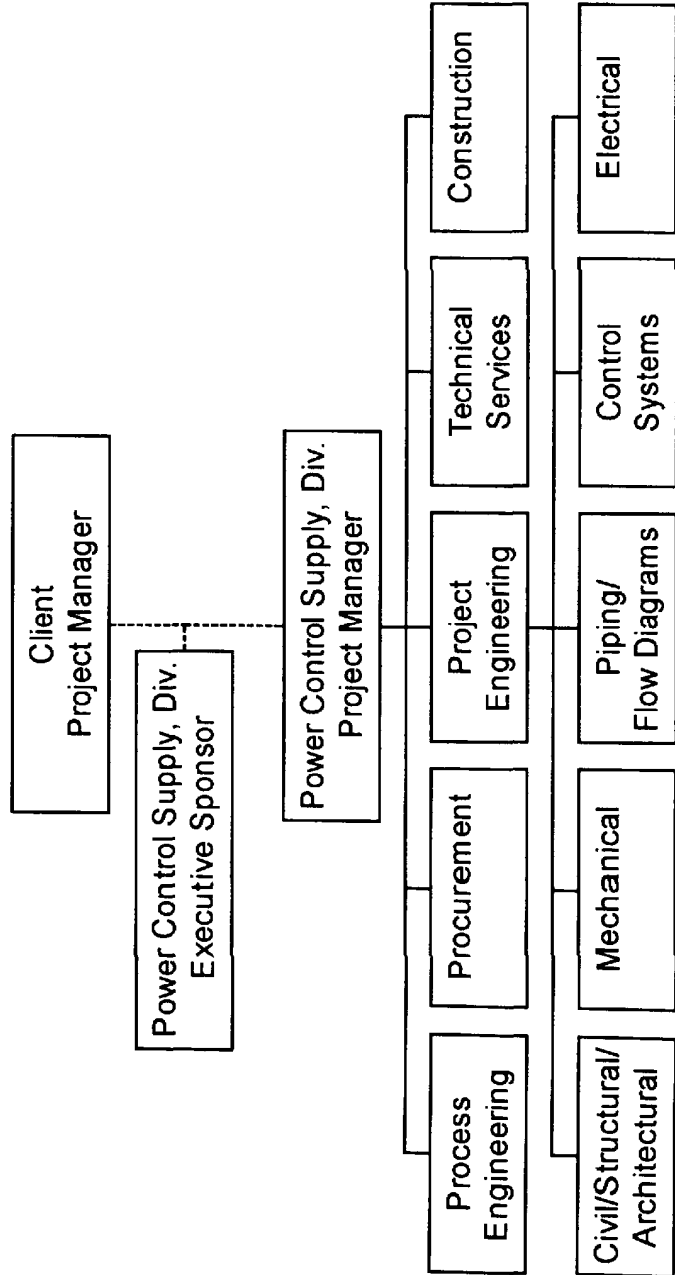 Client
Project Manager
Power Control Supply, Div.
Executive Sponsor
Power Control Supply, Div.
Project Manager
Process
Engineering
Procurement
Project
Engineering
Technical
Services
Construction
Civil/Structural/
Architectural
Mechanical
Piping/
Flow Diagrams
Control
Systems
Electrical